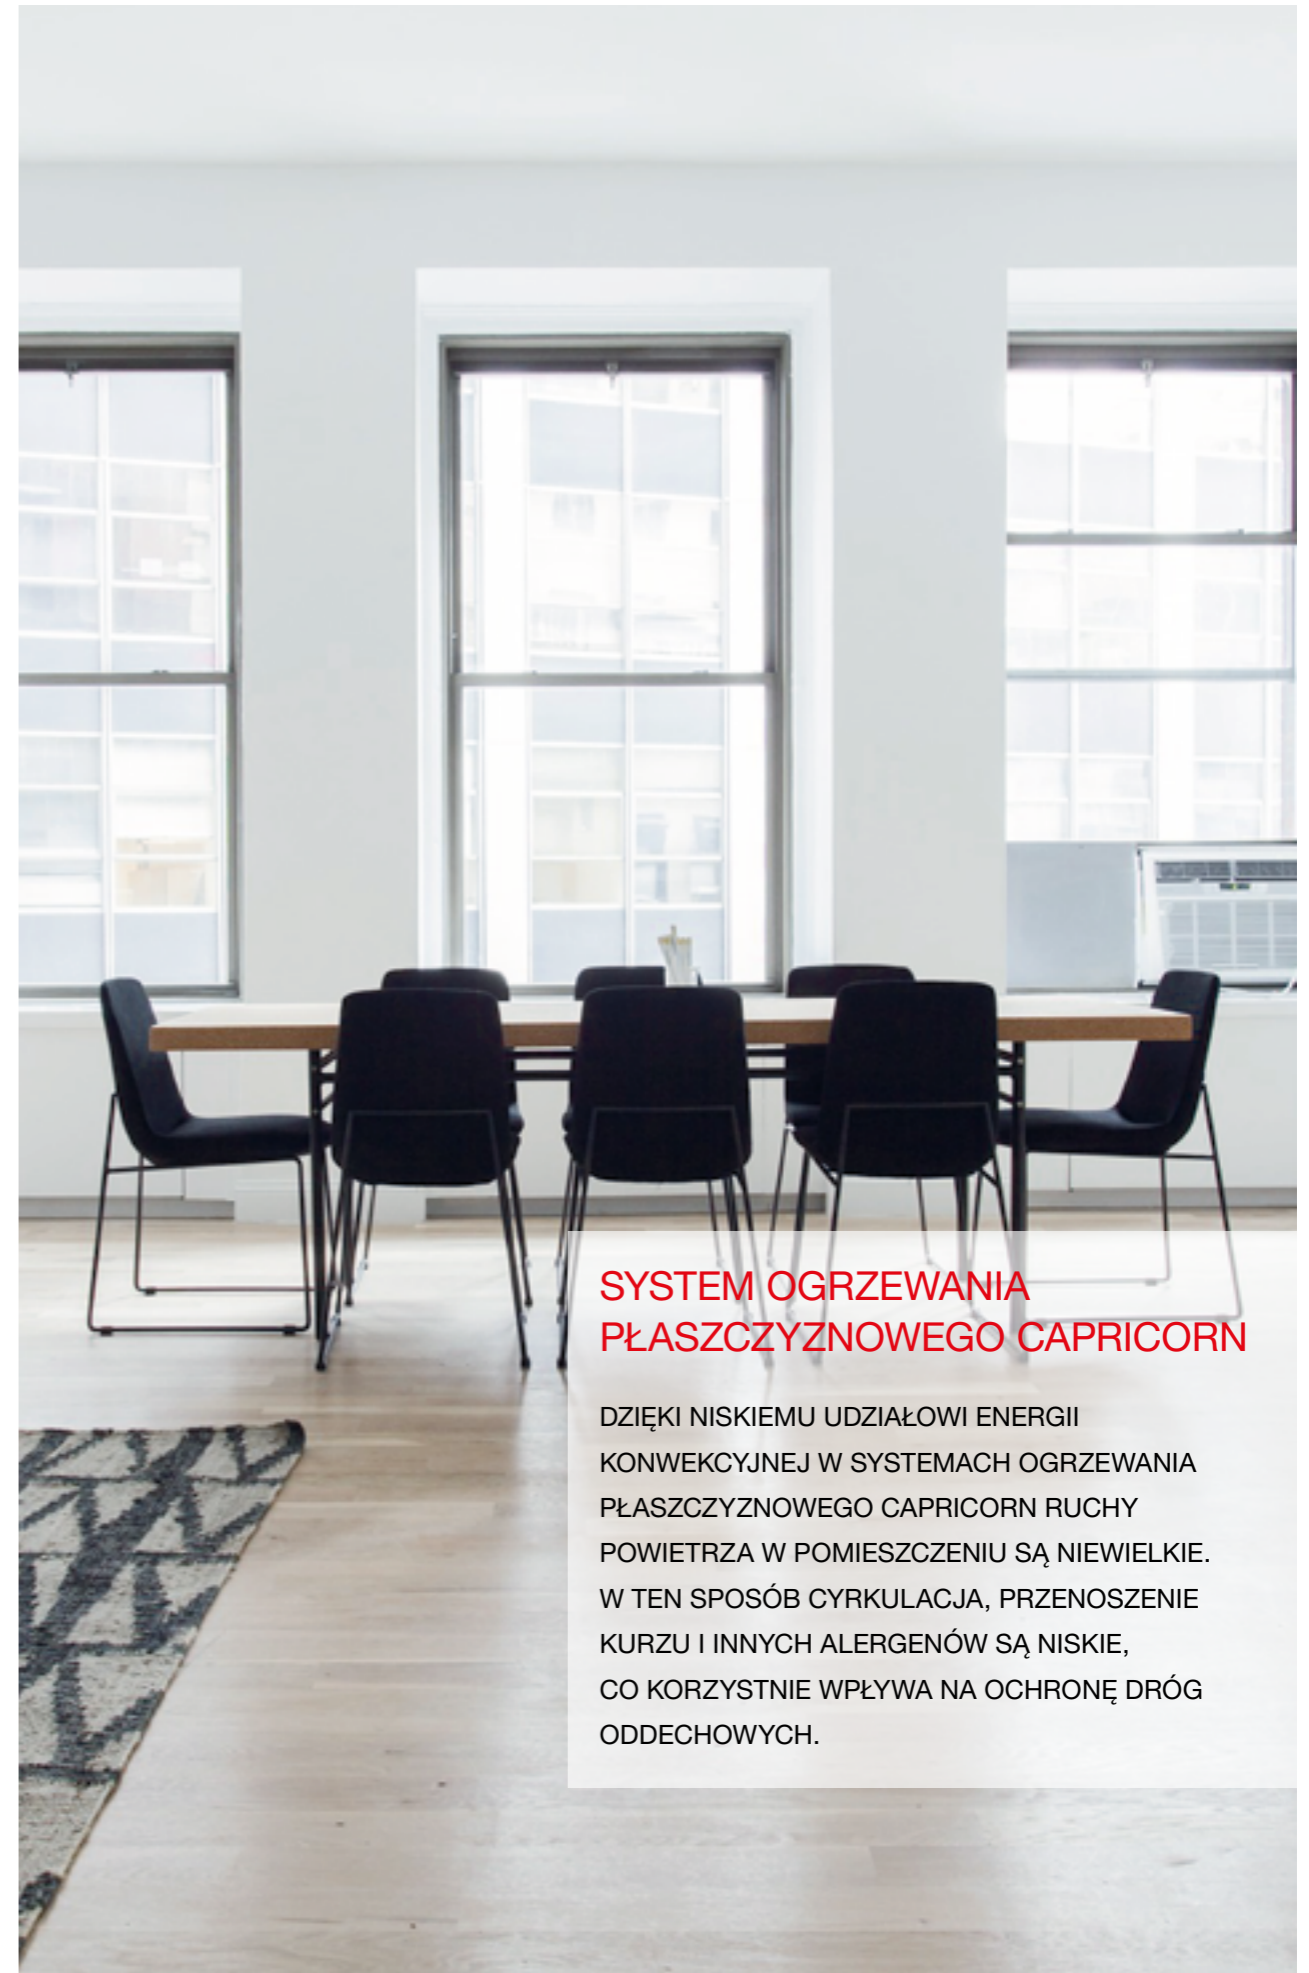 SYSTEM OGRZEWANIA
PŁASZCZYZNOWEGO CAPRICORN
DZIĘKI NISKIEMU UDZIAŁOWI ENERGII
KONWEKCYJNEJ W SYSTEMACH OGRZEWANIA
PŁASZCZYZNOWEGO CAPRICORN RUCHY
POWIETRZA W POMIESZCZENIU SĄ NIEWIELKIE.
W TEN SPOSÓB CYRKULACJA, PRZENOSZENIE
KURZU I INNYCH ALERGENÓW SĄ NISKIE,
CO KORZYSTNIE WPŁYWA NA OCHRONĘ DRÓG
ODDECHOWYCH.